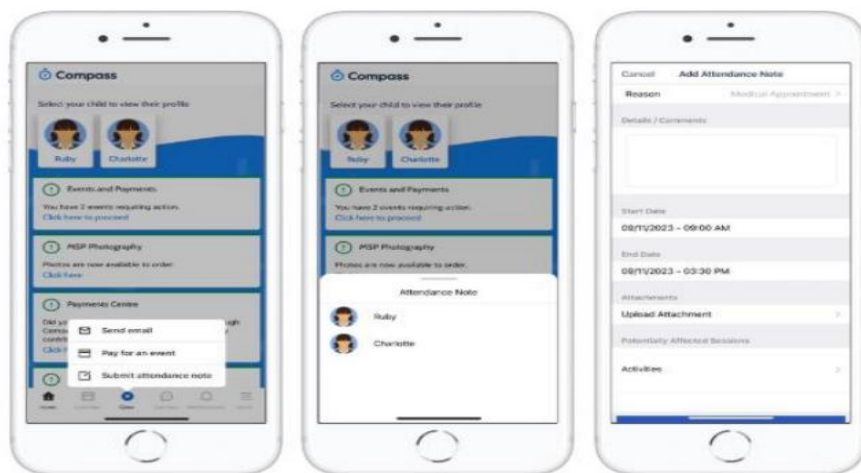 Compass
Select your child to view their profile
Ruby
Charlotte
Events and Payments
You have 2 events requiring action.
Click here to proceed
MSP Photography
Photos are now available to order.
Click here
Payments Centre
Send email
Pay for an event
Submit attendance note
Home
Compass
Select your child to view their profile
Ruby
Charlotte
Events and Payments
You have 2 events requiring action.
Click here to proceed
MSP Photography
Photos are now available to order.
Attendance Note
Ruby
Charlotte
Cancel Add Attendance Note
Reason Medical Appointment >
Details / Comments
Start Date
09/11/2023 - 09:00 AM
End Date
09/11/2023 - 03:30 PM
Attachments
Upload Attachment >
Potentially Affected Sessions
Activities >